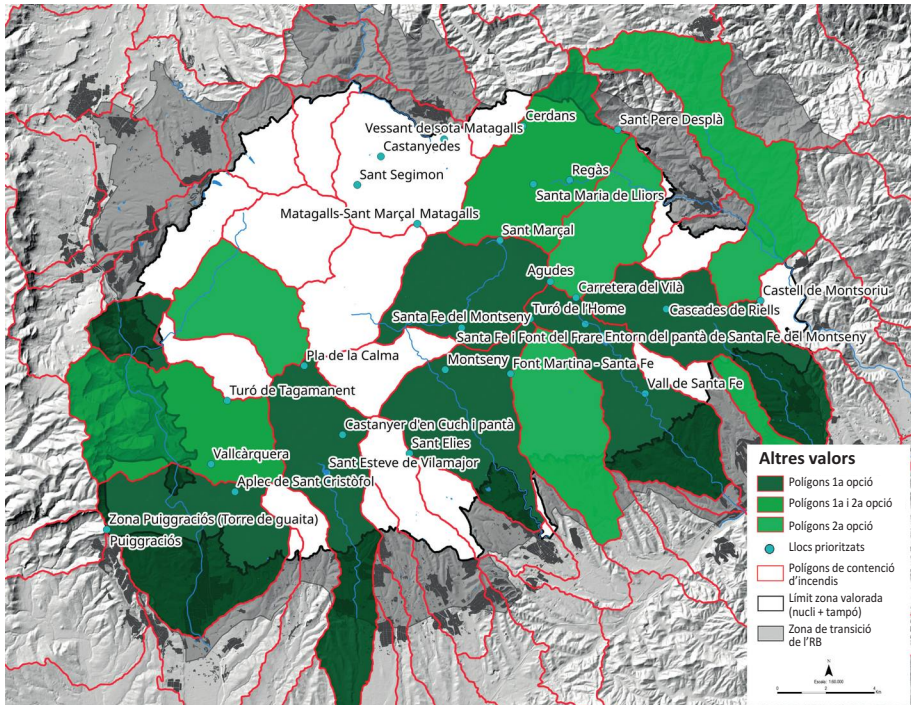 Cerdans
Sant Pere Desplà
Vessant de sota Matagalls
Castanyedes
Sant Segimon
Regàs
Santa Maria de Lliors
Matagalls-Sant Marçal Matagalls
Sant Marçal
Agudes
Carretera del Vilà
Castell de Montsoriu
Santa Fe del Montseny
Turó de l'Home
Cascades de Riells
Santa Fe i Font del Frare Entorn del pantà de Santa Fe del Montseny
Pla de la Calma
Montseny
Font Martina - Santa Fe
Turó de Tagamanent
Vall de Santa Fe
Castanyer d'en Cuch i pantà
Sant Elies
Vallcàrquera
Sant Esteve de Vilamajor
Aplec de Sant Cristòfol
Zona Puiggraciós (Torre de guaita)
Puiggraciós
Altres valors
Polígons 1a opció
Polígons 1a i 2a opció
Polígons 2a opció
Llocs prioritzats
Polígons de contenció
d'incendis
Límit zona valorada
(nucli + tampó)
Zona de transició
de l'RB
N
0 2 4
Km